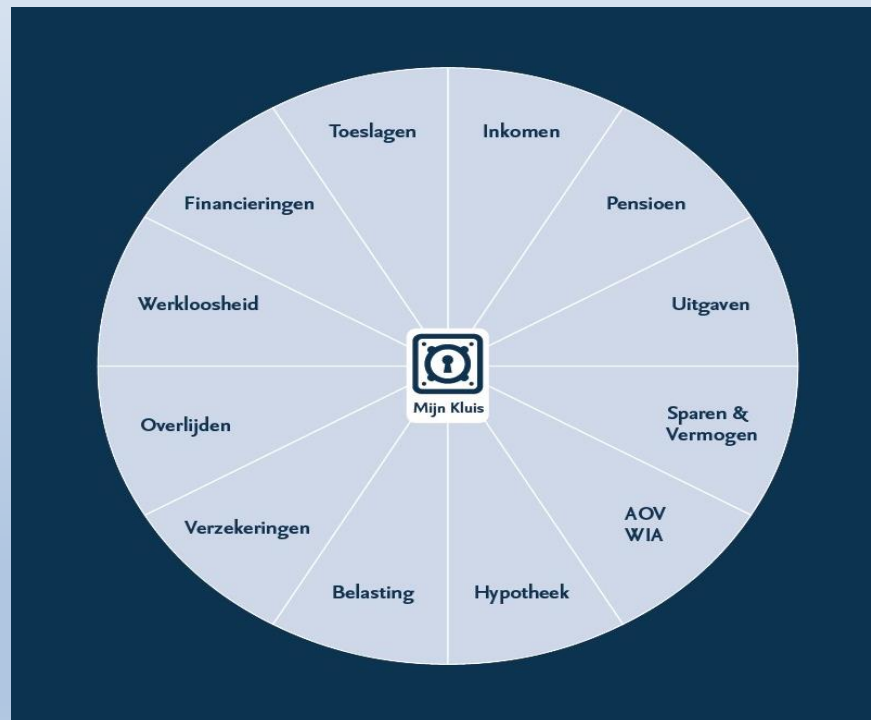 Toeslagen
Inkomen
Financieringen
Pensioen
Werkloosheid
Uitgaven
Mijn Kluis
Overlijden
Sparen &
Vermogen
Verzekeringen
AOV
WIA
Belasting
Hypotheek